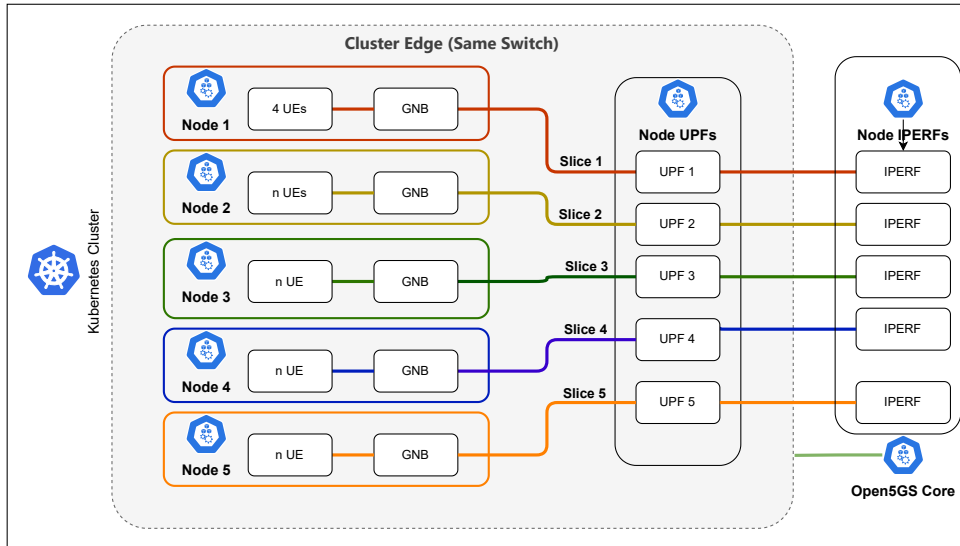 Cluster Edge (Same Switch)
Kubernetes Cluster
Node 1
4 UEs
GNB
Node 2
n UEs
GNB
Node 3
n UE
GNB
Node 4
n UE
GNB
Node 5
n UE
GNB
Slice 1
Slice 2
Slice 3
Slice 4
Slice 5
Node UPFs
UPF 1
UPF 2
UPF 3
UPF 4
UPF 5
Node IPERFs
IPERF
IPERF
IPERF
IPERF
IPERF
Open5GS Core